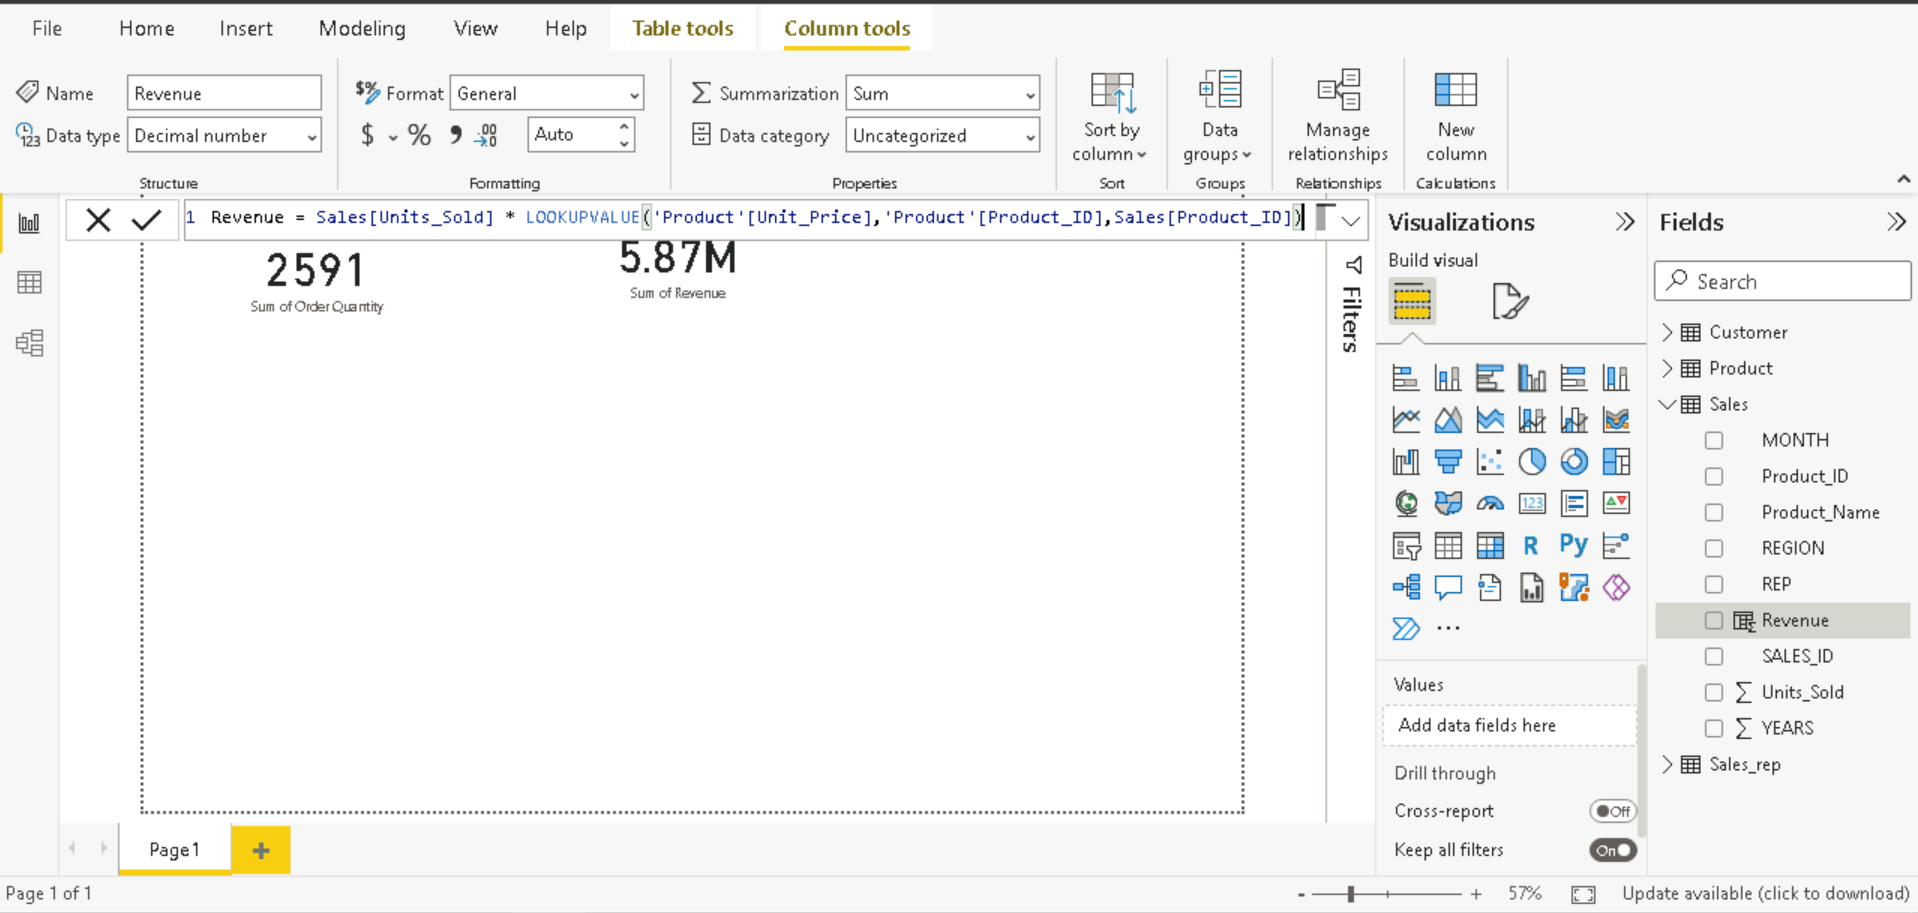 File Home Insert Modeling View Help Table tools Column tools
Name Revenue
Data type Decimal number
Structure
$% Format General
$ % , .00 →.0 Auto
Formatting
Summarization Sum
Data category Uncategorized
Properties
Sort by
column
Sort
Data
groups
Groups
Manage
relationships
Relationships
New
column
Calculations
1 Revenue = Sales[Units_Sold] * LOOKUPVALUE('Product'[Unit_Price],'Product'[Product_ID],Sales[Product_ID])
2591
Sum of Order Quantity
5.87M
Sum of Revenue
Filters
Visualizations
Build visual
123
R Py
...
Values
Add data fields here
Drill through
Cross-report Off
Keep all filters On
Fields
Search
Customer
Product
Sales
MONTH
Product_ID
Product_Name
REGION
REP
Revenue
SALES_ID
Units_Sold
YEARS
Sales_rep
Page1 +
Page 1 of 1
- + 57% Update available (click to download)